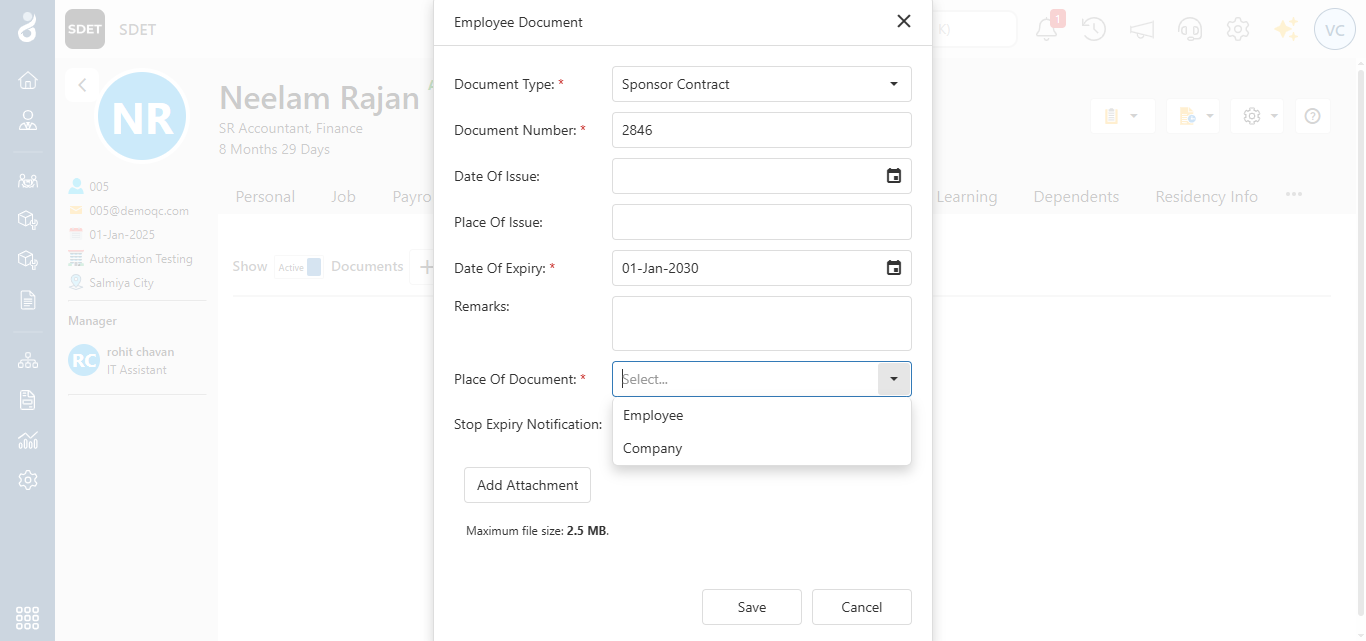 SDET SDET
K)
1
VC
NR
Neelam Rajan
SR Accountant, Finance
8 Months 29 Days
005
005@democ.com
01-Jan-2025
Automation Testing
Salmiya City
Manager
RC
rohit chavan
IT Assistant
Personal Job Payro
Learning Dependents Residency Info
Show Active Documents
Employee Document
Document Type: * Sponsor Contract
Document Number: * 2846
Date Of Issue:
Place Of Issue:
Date Of Expiry: * 01-Jan-2030
Remarks:
Place Of Document: * Select...
Employee
Company
Stop Expiry Notification:
Add Attachment
Maximum file size: 2.5 MB.
Save Cancel